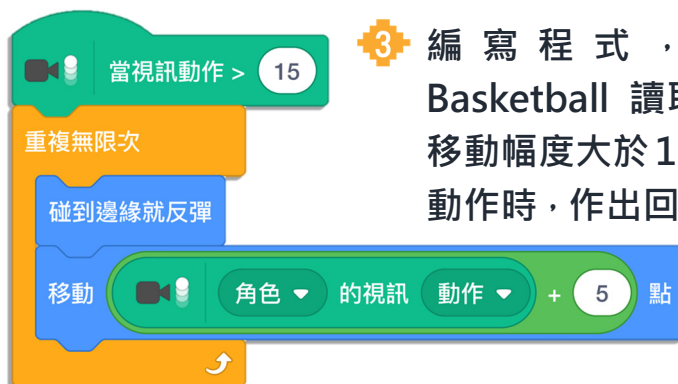 當視訊動作 > 15
重複無限次
碰到邊緣就反彈
移動 角色 的視訊 動作 + 5 點
3 編寫程式，
Basketball
移動幅度大於1
動作時，作出回